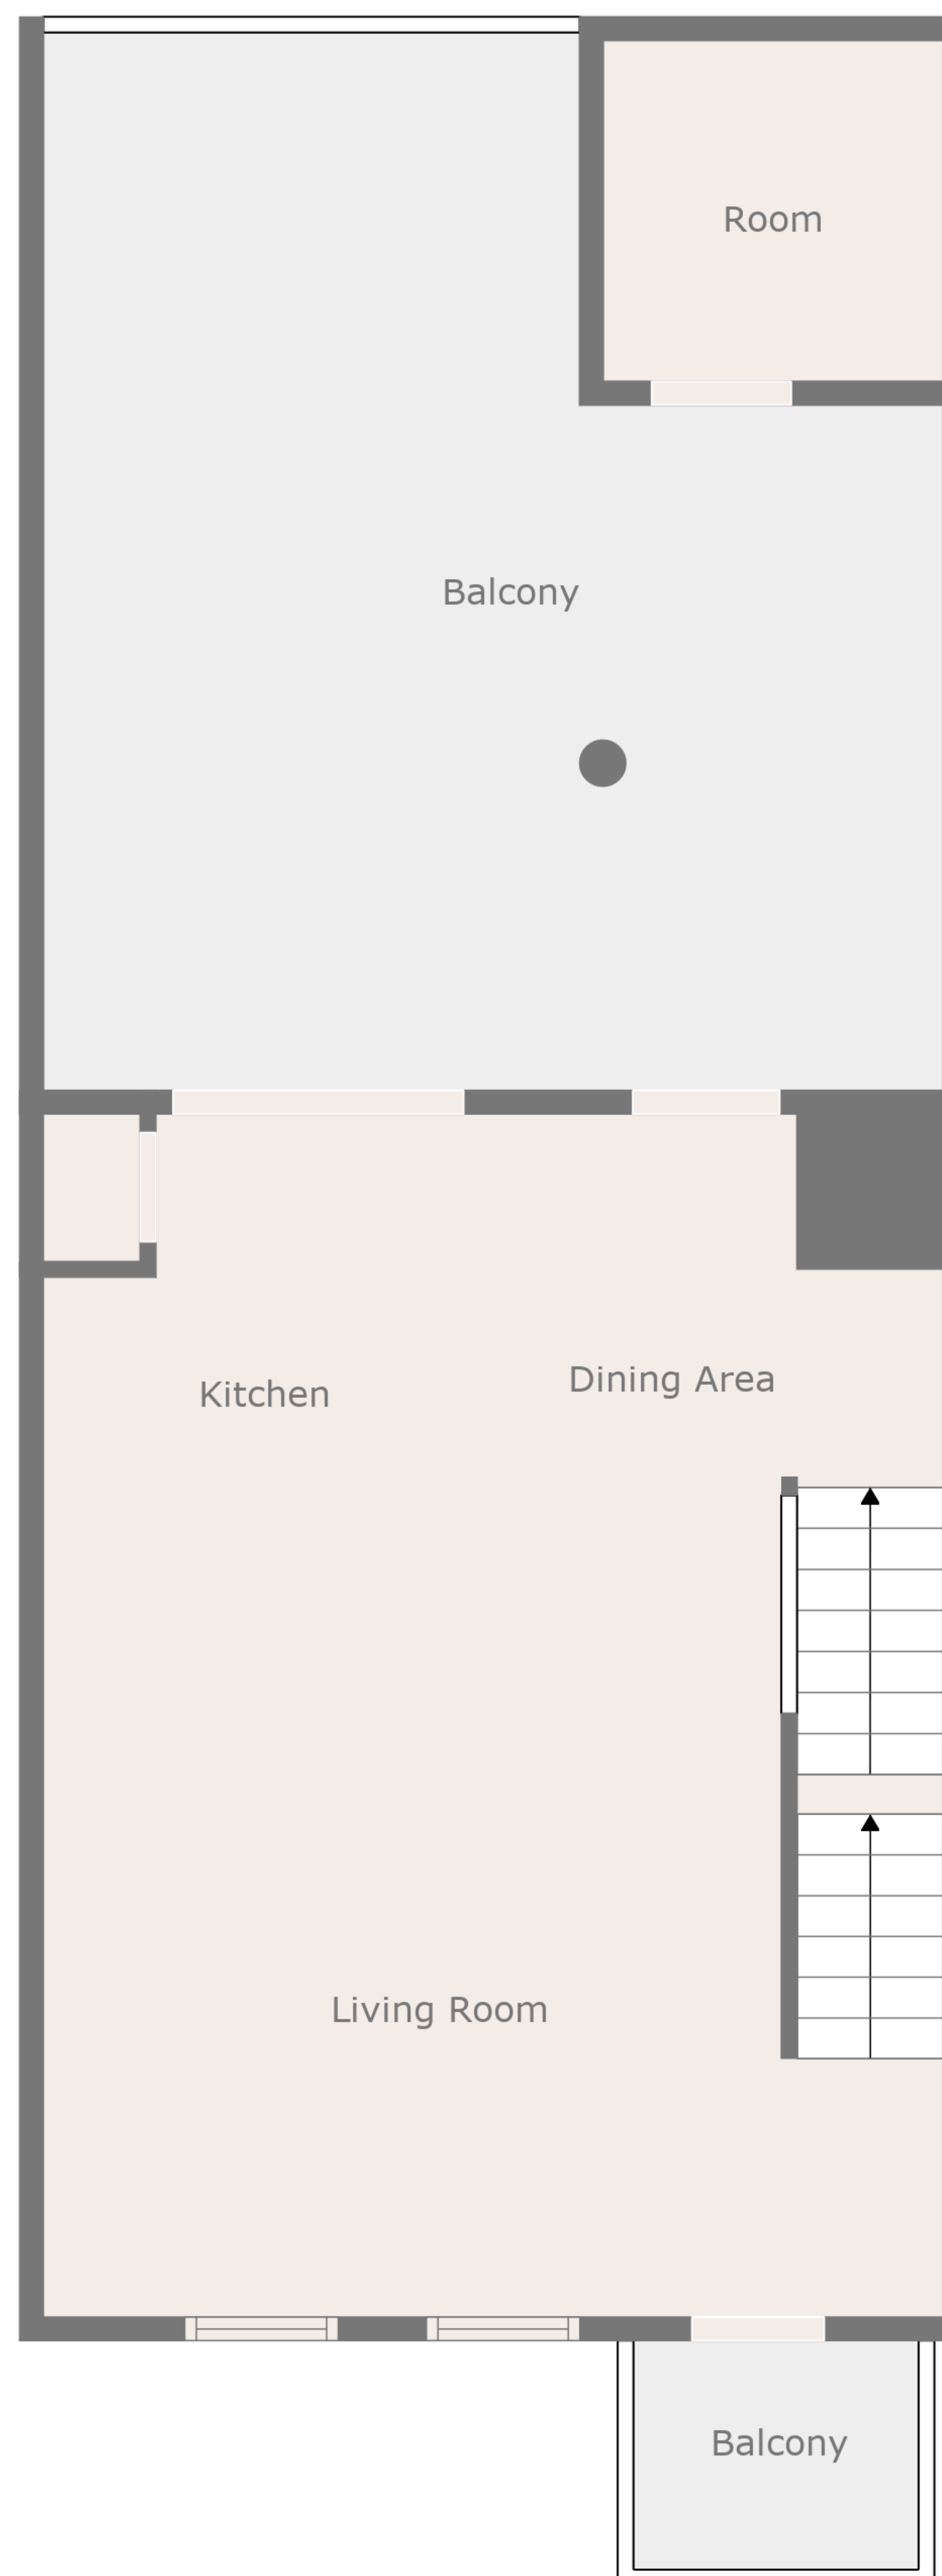 Room
Balcony
Kitchen
Dining Area
Living Room
Balcony